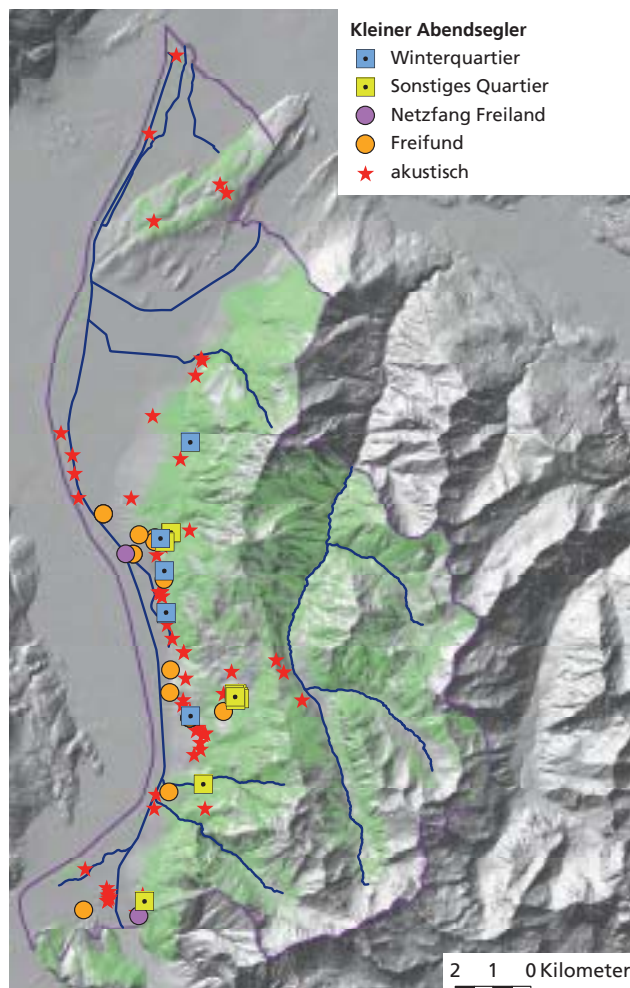 Kleiner Abendsegler
Winterquartier
Sonstiges Quartier
Netzfang Freiland
Freifund
akustisch
2 1 0 Kilometer